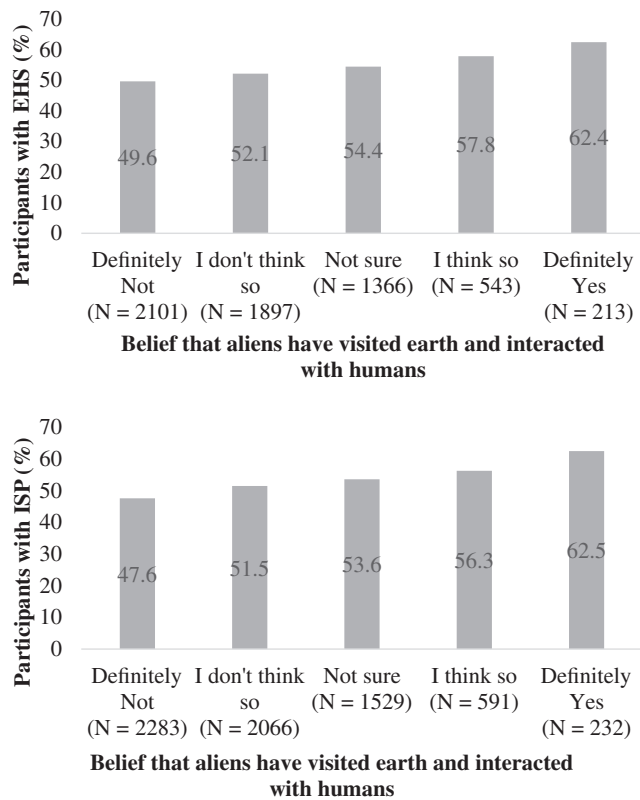 Participants with EHS (%)
70
60
50
40
30
20
10
0
49.6
52.1
54.4
57.8
62.4
Definitely Not (N = 2101)
I don't think so (N = 1897)
Not sure (N = 1366)
I think so (N = 543)
Definitely Yes (N = 213)
Belief that aliens have visited earth and interacted
with humans
Participants with ISP (%)
70
60
50
40
30
20
10
0
47.6
51.5
53.6
56.3
62.5
Definitely Not (N = 2283)
I don't think so (N = 2066)
Not sure (N = 1529)
I think so (N = 591)
Definitely Yes (N = 232)
Belief that aliens have visited earth and interacted
with humans